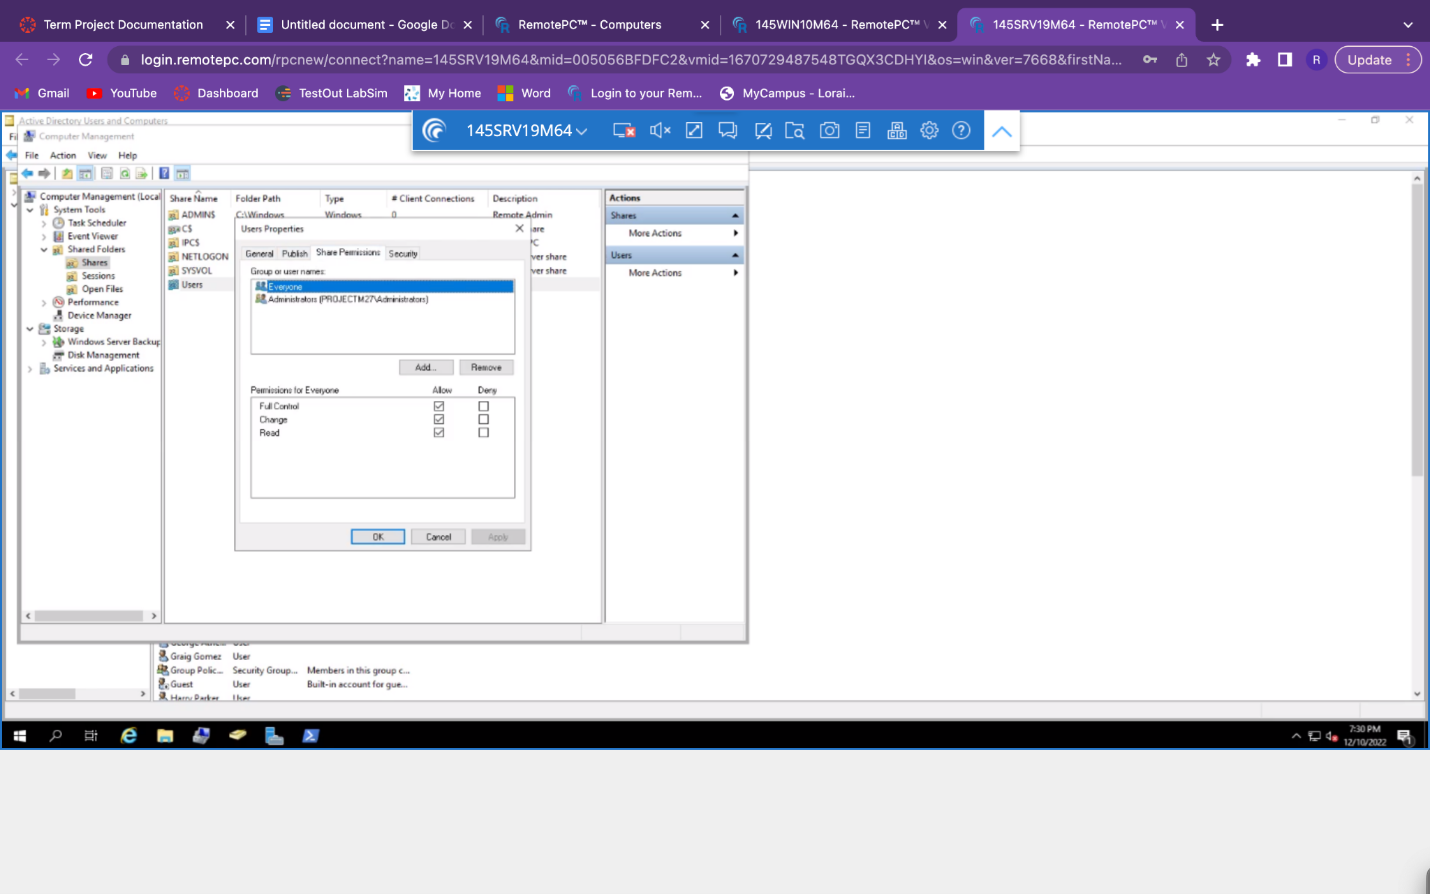 Term Project Documentation
Untitled document - Google Do
RemotePC™ - Computers
145WIN10M64 - RemotePC™ V
145SRV19M64 - RemotePC™ V
login.remotepc.com/rpcnew/connect?name=145SRV19M64&mid=005056BFDFC2&vmid=1670729487548TGQX3CDHYI&os=win&ver=7668&firstNa...
R
Update
Gmail
YouTube
Dashboard
TestOut LabSim
My Home
Word
Login to your Rem...
MyCampus - Lorai...
Active Directory Users and Computers
Fi
Computer Management
145SRV19M64
File Action View Help
Computer Management (Local
System Tools
Task Scheduler
Event Viewer
Shared Folders
Shares
Sessions
Open Files
Performance
Device Manager
Storage
Windows Server Backup
Disk Management
Services and Applications
Share Name Folder Path Type # Client Connections Description
ADMIN$ C:\Windows Windows 0 Remote Admin
C$ are
IPC$ PC
NETLOGON ver share
SYSVOL ver share
Users
Users Properties
General Publish Share Permissions Security
Group or user names:
Everyone
Administrators (PROJECTM27\Administrators)
Add... Remove
Permissions for Everyone Allow Deny
Full Control
Change
Read
OK Cancel Apply
Actions
Shares
More Actions
Users
More Actions
Graig Gomez User
Group Polic... Security Group... Members in this group c...
Guest User Built-in account for gue...
Harry Parker User
7:30 PM
12/10/2022
1